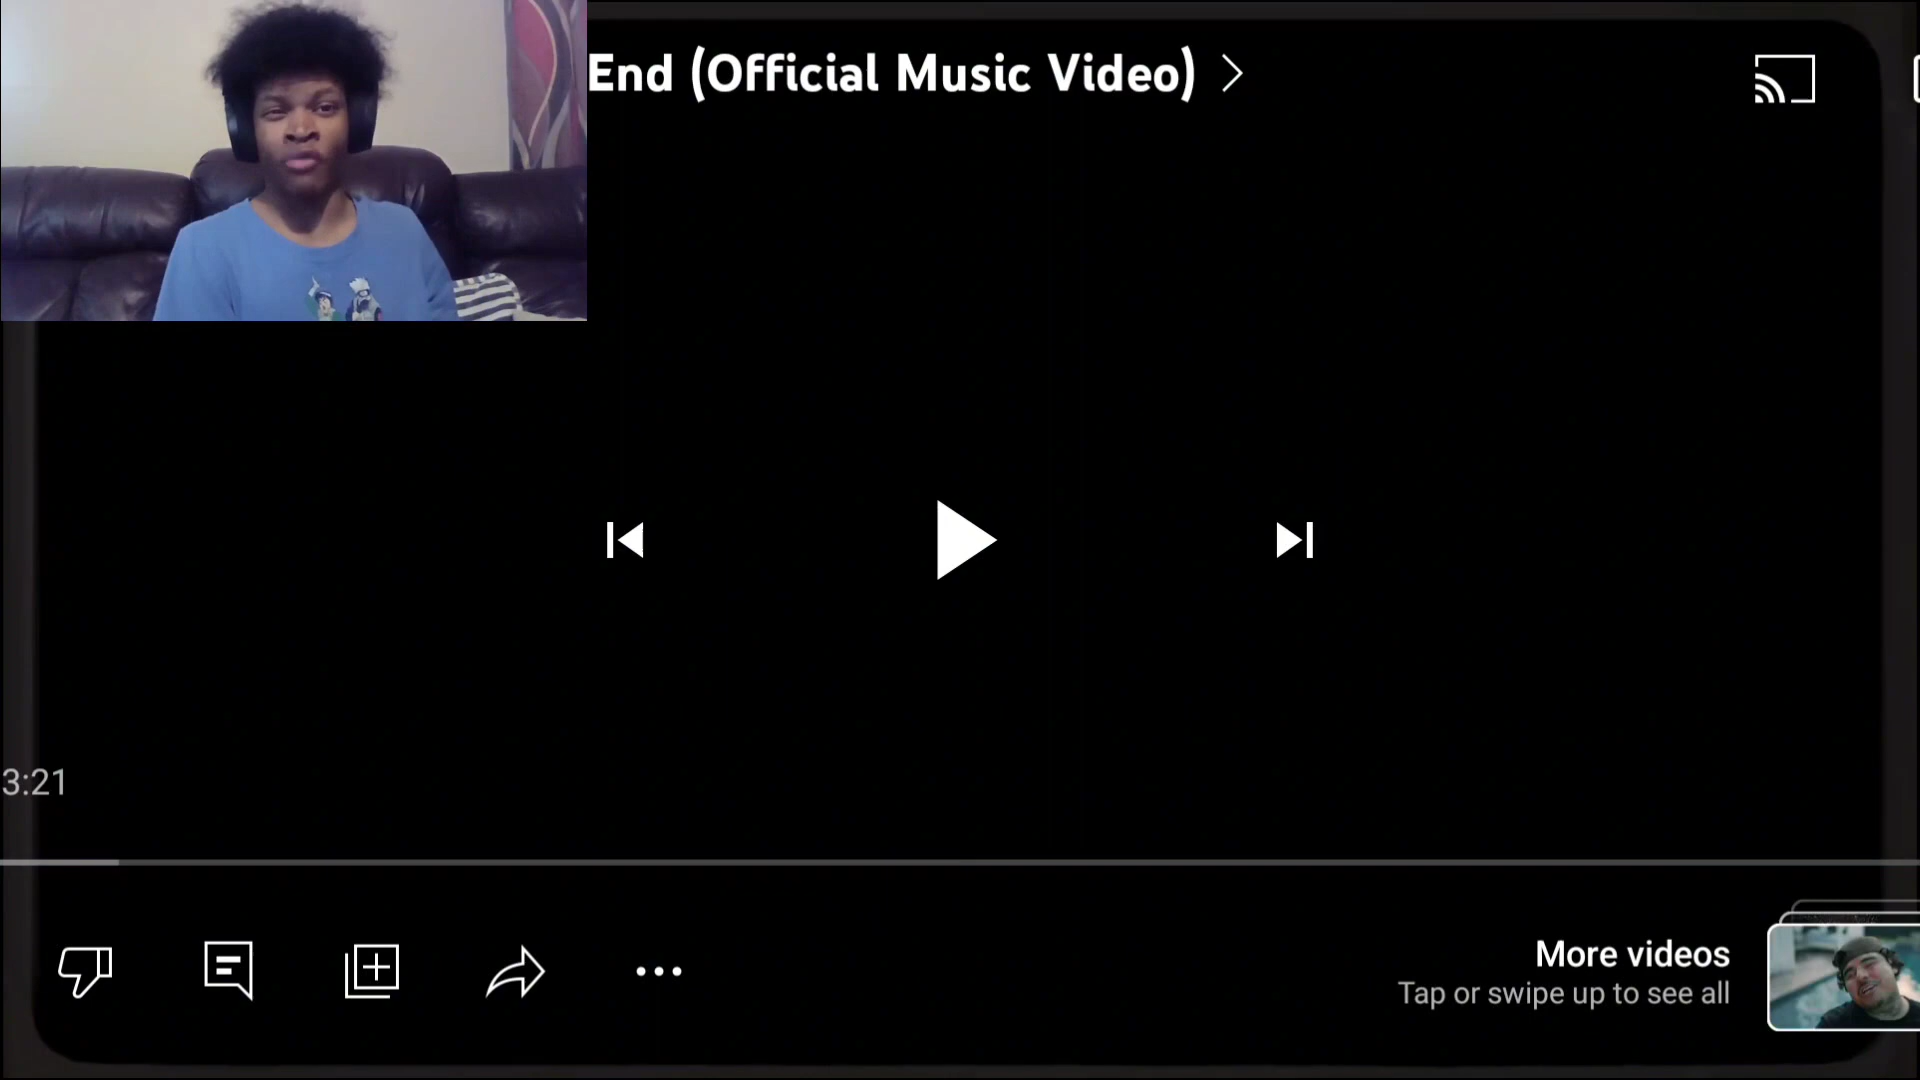 End (Official Music Video)
3:21
More videos
Tap or swipe up to see all